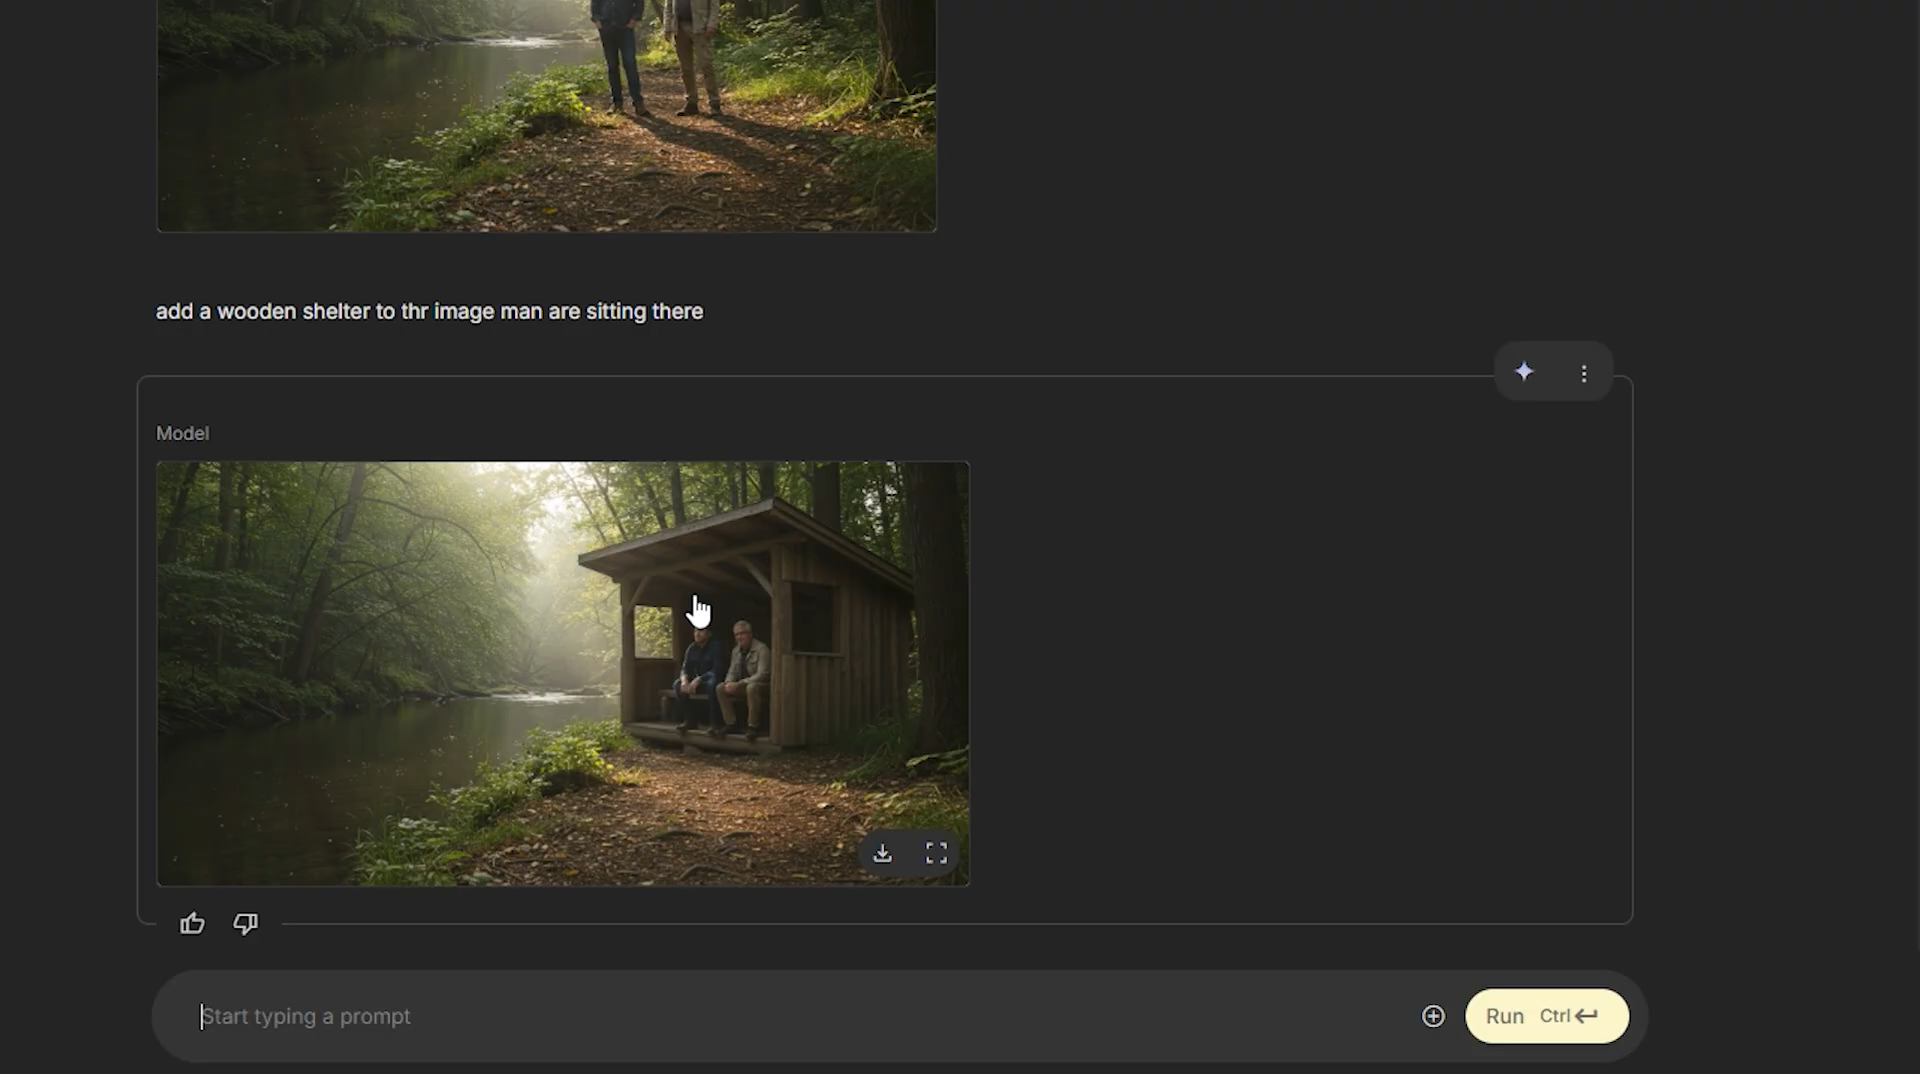 add a wooden shelter to thr image man are sitting there
Model
Start typing a prompt
Run Ctrl